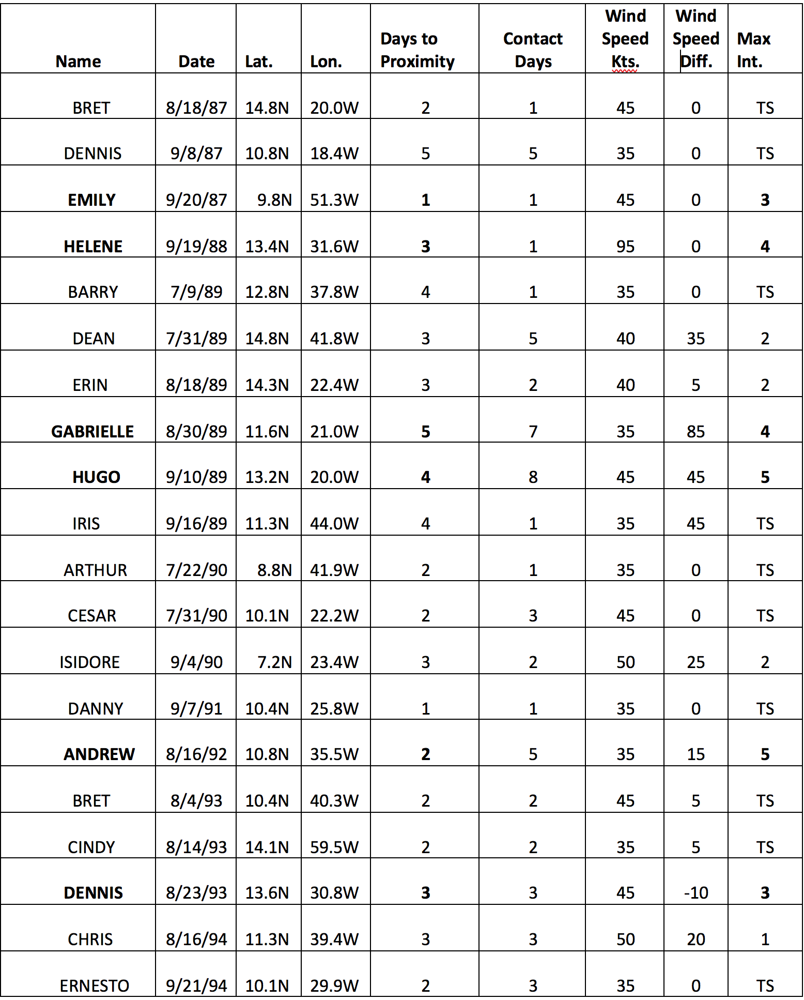 Name Date Lat. Lon. Days to Proximity Contact Days Wind Speed Kts. Wind Speed Diff. Max Int.
BRET 8/18/87 14.8N 20.0W 2 1 45 0 TS
DENNIS 9/8/87 10.8N 18.4W 5 5 35 0 TS
EMILY 9/20/87 9.8N 51.3W 1 1 45 0 3
HELENE 9/19/88 13.4N 31.6W 3 1 95 0 4
BARRY 7/9/89 12.8N 37.8W 4 1 35 0 TS
DEAN 7/31/89 14.8N 41.8W 3 5 40 35 2
ERIN 8/18/89 14.3N 22.4W 3 2 40 5 2
GABRIELLE 8/30/89 11.6N 21.0W 5 7 35 85 4
HUGO 9/10/89 13.2N 20.0W 4 8 45 45 5
IRIS 9/16/89 11.3N 44.0W 4 1 35 45 TS
ARTHUR 7/22/90 8.8N 41.9W 2 1 35 0 TS
CESAR 7/31/90 10.1N 22.2W 2 3 45 0 TS
ISIDORE 9/4/90 7.2N 23.4W 3 2 50 25 2
DANNY 9/7/91 10.4N 25.8W 1 1 35 0 TS
ANDREW 8/16/92 10.8N 35.5W 2 5 35 15 5
BRET 8/4/93 10.4N 40.3W 2 2 45 5 TS
CINDY 8/14/93 14.1N 59.5W 2 2 35 5 TS
DENNIS 8/23/93 13.6N 30.8W 3 3 45 -10 3
CHRIS 8/16/94 11.3N 39.4W 3 3 50 20 1
ERNESTO 9/21/94 10.1N 29.9W 2 3 35 0 TS